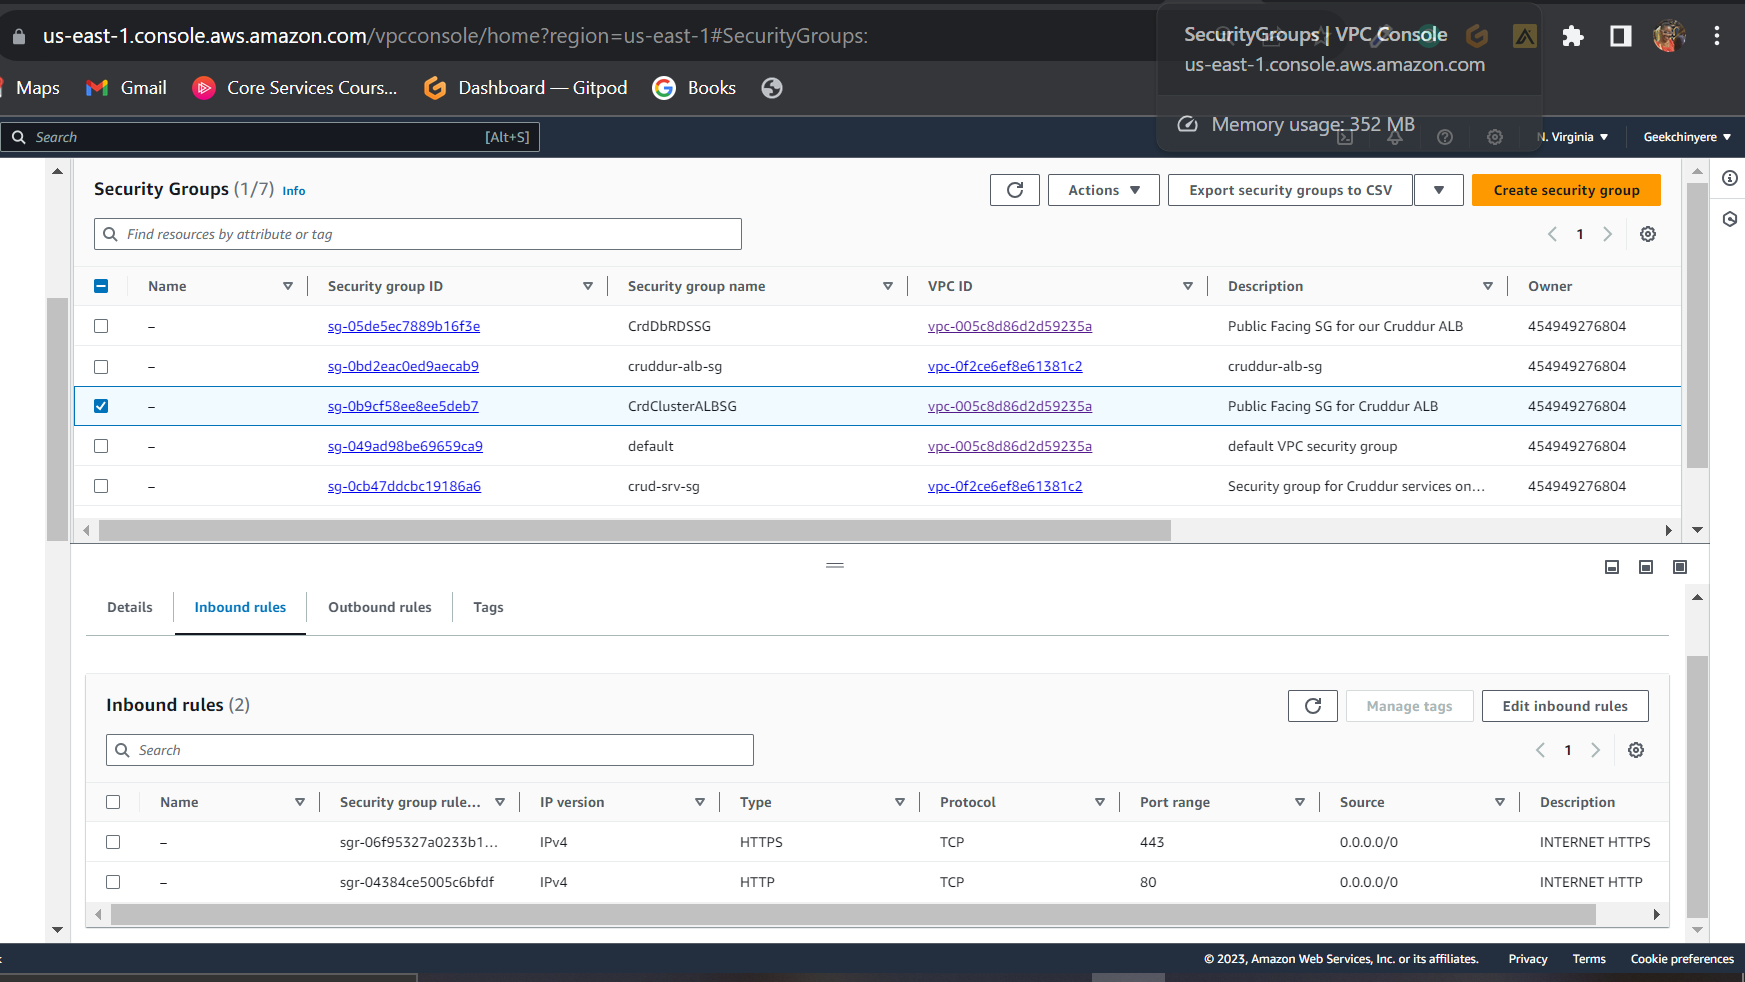 us-east-1.console.aws.amazon.com/vpcconsole/home?region=us-east-1#SecurityGroups:
SecurityGroups | VPC Console
us-east-1.console.aws.amazon.com
Memory usage: 352 MB
Maps Gmail Core Services Cours... Dashboard — Gitpod Books
Search [Alt+S] N. Virginia Geekchinyere
Security Groups (1/7) Info Actions Export security groups to CSV Create security group
Find resources by attribute or tag 1
Name Security group ID Security group name VPC ID Description Owner
– sg-05de5ec7889b16f3e CrdDbRDSSG vpc-005c8d86d2d59235a Public Facing SG for our Cruddur ALB 454949276804
– sg-0bd2eac0ed9aecab9 cruddur-alb-sg vpc-0f2ce6ef8e61381c2 cruddur-alb-sg 454949276804
– sg-0b9cf58ee8ee5deb7 CrdClusterALBSG vpc-005c8d86d2d59235a Public Facing SG for Cruddur ALB 454949276804
– sg-049ad98be69659ca9 default vpc-005c8d86d2d59235a default VPC security group 454949276804
– sg-0cb47ddcbc19186a6 crud-srv-sg vpc-0f2ce6ef8e61381c2 Security group for Cruddur services on... 454949276804
Details Inbound rules Outbound rules Tags
Inbound rules (2) Manage tags Edit inbound rules
Search 1
Name Security group rule... IP version Type Protocol Port range Source Description
– sgr-06f95327a0233b1... IPv4 HTTPS TCP 443 0.0.0.0/0 INTERNET HTTPS
– sgr-04384ce5005c6bfdf IPv4 HTTP TCP 80 0.0.0.0/0 INTERNET HTTP
© 2023, Amazon Web Services, Inc. or its affiliates. Privacy Terms Cookie preferences